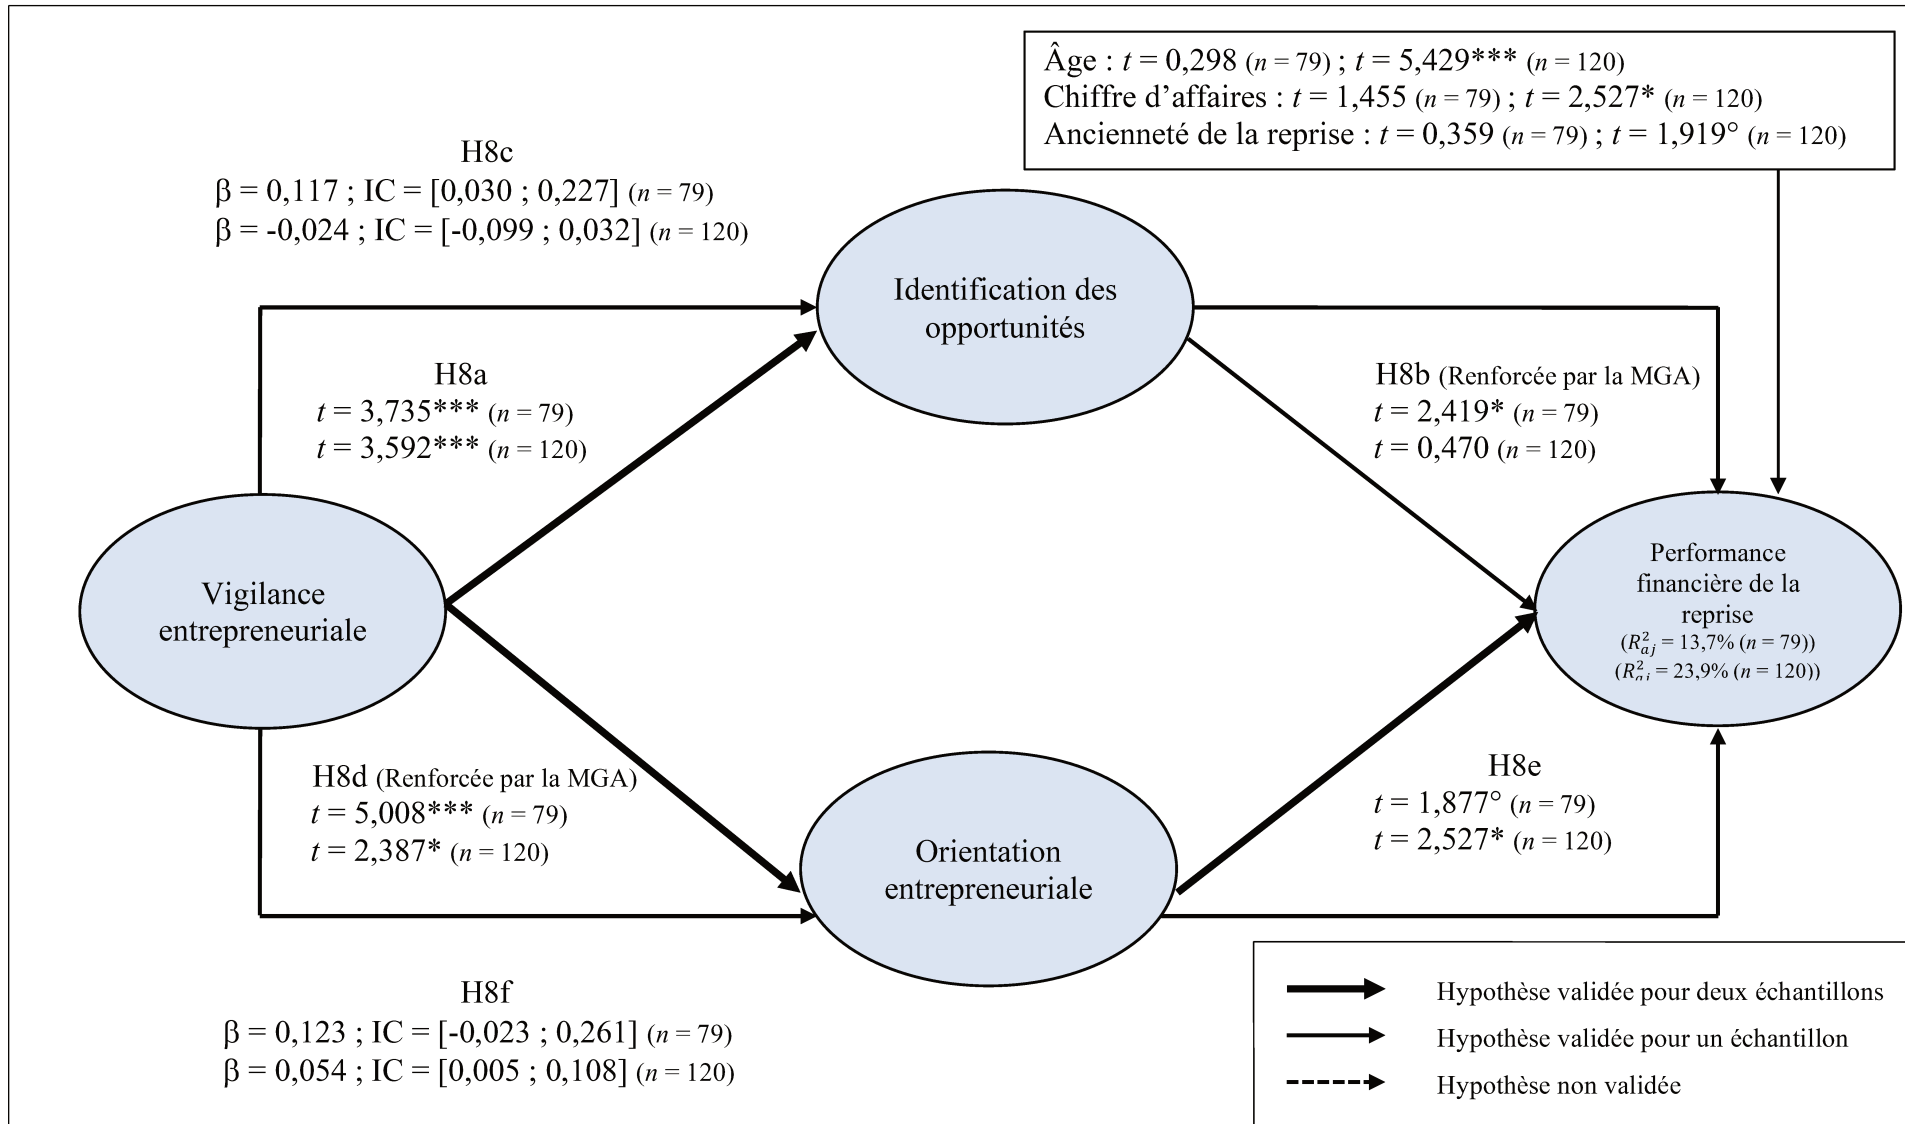 Âge : t = 0,298 (n = 79) ; t = 5,429*** (n = 120)
Chiffre d’affaires : t = 1,455 (n = 79) ; t = 2,527* (n = 120)
Ancienneté de la reprise : t = 0,359 (n = 79) ; t = 1,919° (n = 120)
H8c
β = 0,117 ; IC = [0,030 ; 0,227] (n = 79)
β = -0,024 ; IC = [-0,099 ; 0,032] (n = 120)
Identification des
opportunités
H8a
t = 3,735*** (n = 79)
t = 3,592*** (n = 120)
H8b (Renforcée par la MGA)
t = 2,419* (n = 79)
t = 0,470 (n = 120)
Vigilance
entrepreneuriale
Performance
financière de la
reprise
(R²aj = 13,7% (n = 79))
(R²aj = 23,9% (n = 120))
H8d (Renforcée par la MGA)
t = 5,008*** (n = 79)
t = 2,387* (n = 120)
H8e
t = 1,877° (n = 79)
t = 2,527* (n = 120)
Orientation
entrepreneuriale
H8f
β = 0,123 ; IC = [-0,023 ; 0,261] (n = 79)
β = 0,054 ; IC = [0,005 ; 0,108] (n = 120)
Hypothèse validée pour deux échantillons
Hypothèse validée pour un échantillon
Hypothèse non validée